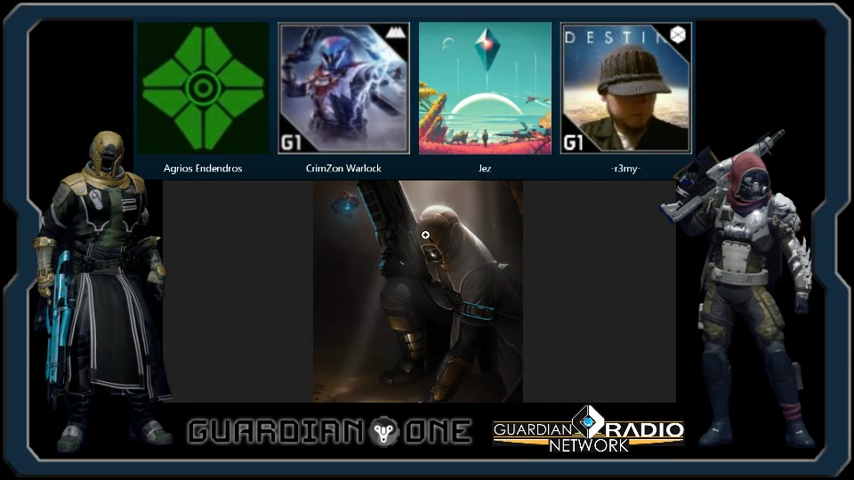 DESTIN
G1
G1
Agrios Endendros
CrimZon Warlock
Jez
-r3my-
GUARDIAN ONE
GUARDIAN RADIO
NETWORK